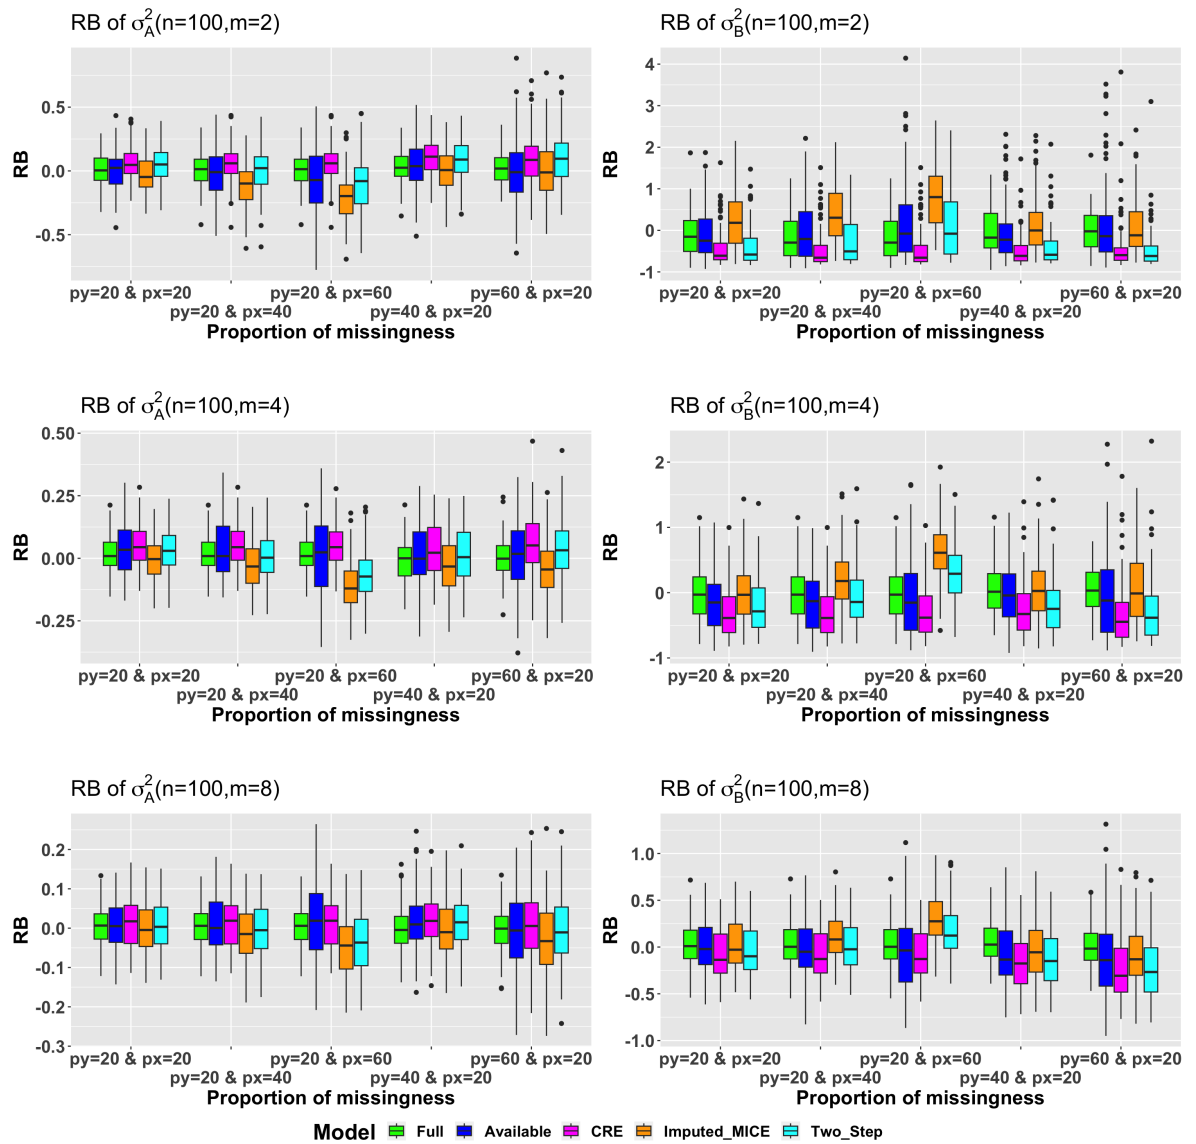 RB of σ²A(n=100,m=2)
RB
0.5
0.0
-0.5
py=20 & px=20 py=20 & px=60 py=60 & px=20
py=20 & px=40 py=40 & px=20
Proportion of missingness
RB of σ²B(n=100,m=2)
RB
4
3
2
1
0
-1
py=20 & px=20 py=20 & px=60 py=60 & px=20
py=20 & px=40 py=40 & px=20
Proportion of missingness
RB of σ²A(n=100,m=4)
RB
0.50
0.25
0.00
-0.25
py=20 & px=20 py=20 & px=60 py=60 & px=20
py=20 & px=40 py=40 & px=20
Proportion of missingness
RB of σ²B(n=100,m=4)
RB
2
1
0
-1
py=20 & px=20 py=20 & px=60 py=60 & px=20
py=20 & px=40 py=40 & px=20
Proportion of missingness
RB of σ²A(n=100,m=8)
RB
0.2
0.1
0.0
-0.1
-0.2
-0.3
py=20 & px=20 py=20 & px=60 py=60 & px=20
py=20 & px=40 py=40 & px=20
Proportion of missingness
RB of σ²B(n=100,m=8)
RB
1.0
0.5
0.0
-0.5
-1.0
py=20 & px=20 py=20 & px=60 py=60 & px=20
py=20 & px=40 py=40 & px=20
Proportion of missingness
Model Full Available CRE Imputed_MICE Two_Step